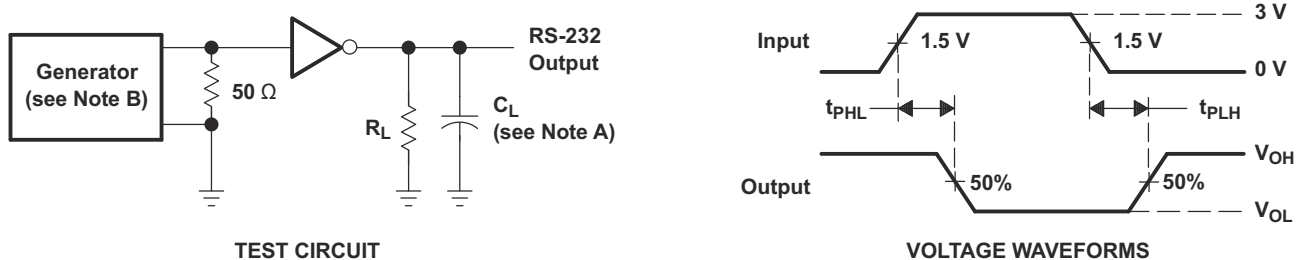 Generator
(see Note B)
50 Ω
R_L
C_L
(see Note A)
RS-232
Output
TEST CIRCUIT
Input
1.5 V
1.5 V
3 V
0 V
t_PHL
t_PLH
Output
50%
50%
V_OH
V_OL
VOLTAGE WAVEFORMS